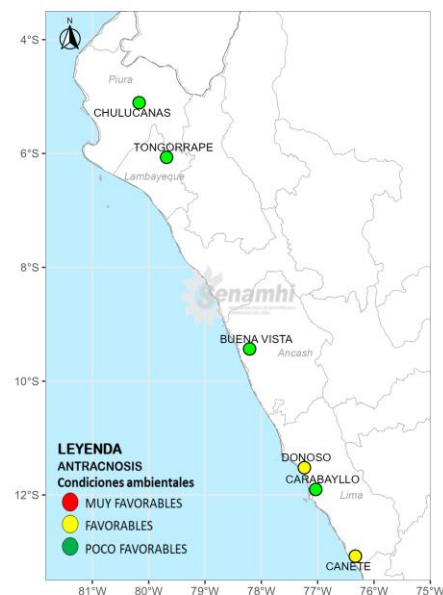 N
4°S
Piura
CHULUCANAS
TONGORRAPE
6°S
Lambayeque
8°S
Senamhi
BUENA VISTA
Ancash
10°S
LEYENDA
ANTRACNOSIS
Condiciones ambientales
MUY FAVORABLES
FAVORABLES
POCO FAVORABLES
DONOSO
CARABAYLLO
Lima
12°S
CAÑETE
81°W
80°W
79°W
78°W
77°W
76°W
75°W